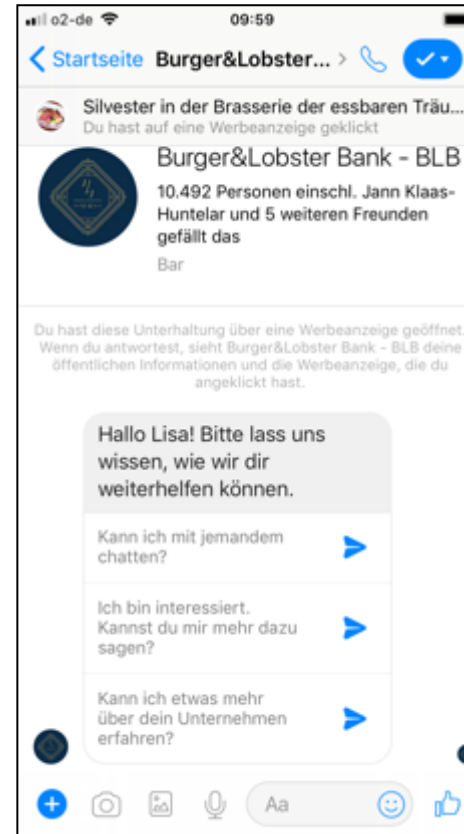 o2-de 09:59
Startseite Burger&Lobster...
Silvester in der Brasserie der essbaren Träu...
Du hast auf eine Werbeanzeige geklickt
Burger&Lobster Bank - BLB
10.492 Personen einschl. Jann Klaas-
Huntelar und 5 weiteren Freunden
gefällt das
Bar
Du hast diese Unterhaltung über eine Werbeanzeige geöffnet.
Wenn du antwortest, sieht Burger&Lobster Bank - BLB deine
öffentlichen Informationen und die Werbeanzeige, die du
angeklickt hast.
Hallo Lisa! Bitte lass uns
wissen, wie wir dir
weiterhelfen können.
Kann ich mit jemandem
chatten?
Ich bin interessiert.
Kannst du mir mehr dazu
sagen?
Kann ich etwas mehr
über dein Unternehmen
erfahren?
Aa